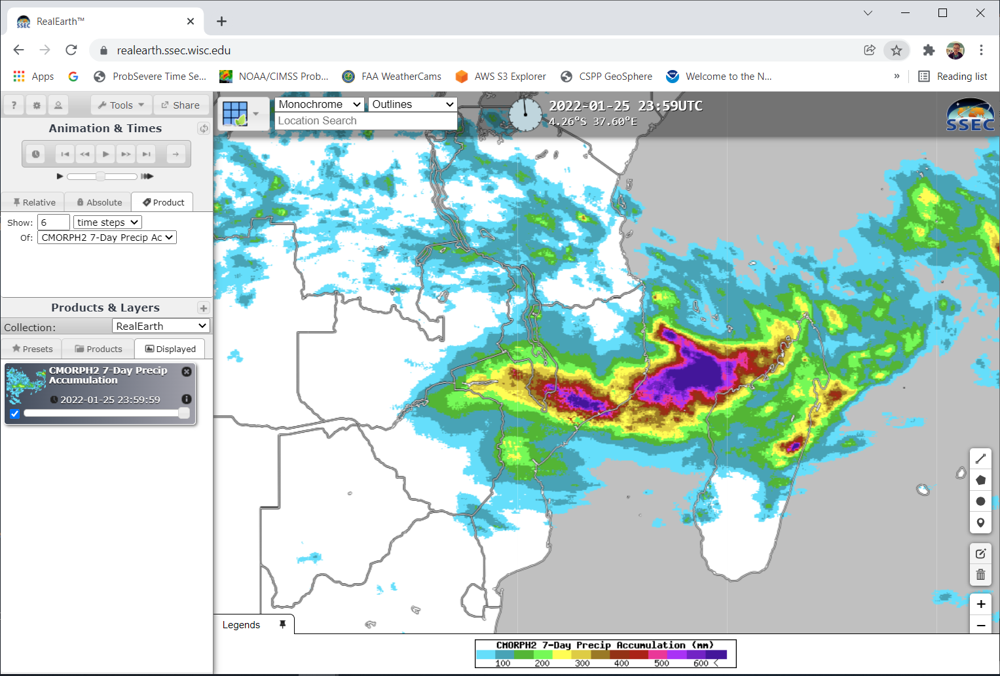 RealEarth™
realearth.ssec.wisc.edu
Apps
ProbSevere Time Se...
NOAA/CIMSS Prob...
FAA WeatherCams
AWS S3 Explorer
CSPP GeoSphere
Welcome to the N...
»
Reading list
? Tools Share
Animation & Times
Relative Absolute Product
Show: 6 time steps
Of: CMORPH2 7-Day Precip Ac
Products & Layers +
Collection: RealEarth
Presets Products Displayed
CMORPH2 7-Day Precip
Accumulation
2022-01-25 23:59:59
Monochrome Outlines
Location Search
2022-01-25 23:59UTC
4.26°S 37.60°E
SSEC
+
−
Legends
CMORPH2 7-Day Precip Accumulation (mm)
100 200 300 400 500 600 <